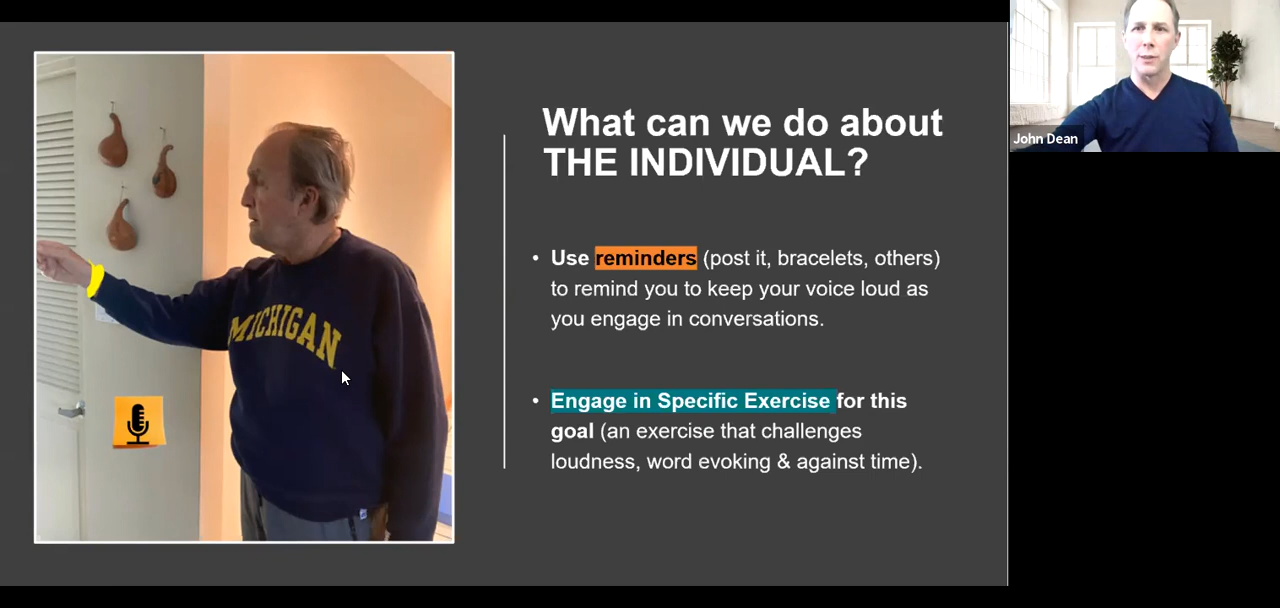 What can we do about
THE INDIVIDUAL?
• Use reminders (post it, bracelets, others)
to remind you to keep your voice loud as
you engage in conversations.
• Engage in Specific Exercise for this
goal (an exercise that challenges
loudness, word evoking & against time).
MICHIGAN
John Dean